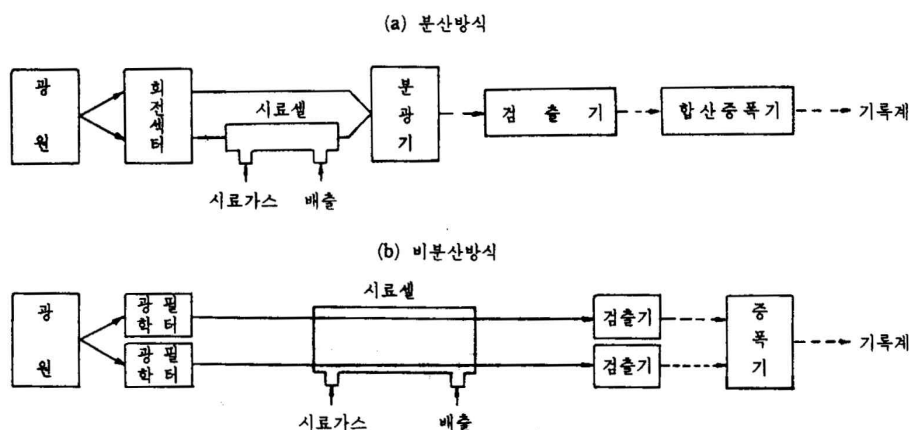 (a) 분산방식
광원
회전섹터
시료셀
분광기
검출기
합산증폭기
기록계
시료가스
배출
(b) 비분산방식
시료셀
광원
광필
학터
광필
학터
검출기
검출기
증폭기
기록계
시료가스
배출